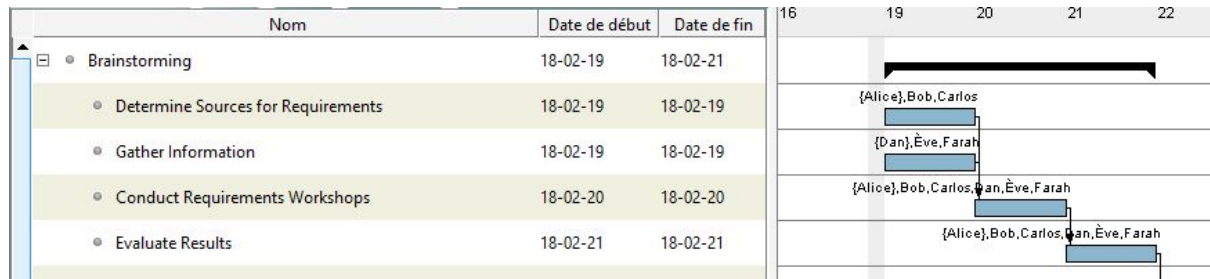 Nom Date de début Date de fin 16 19 20 21 22
Brainstorming 18-02-19 18-02-21
{Alice},Bob,Carlos
Determine Sources for Requirements 18-02-19 18-02-19
{Dan},Ève,Farah
Gather Information 18-02-19 18-02-19
{Alice},Bob,Carlos,Dan,Ève,Farah
Conduct Requirements Workshops 18-02-20 18-02-20
{Alice},Bob,Carlos,Dan,Ève,Farah
Evaluate Results 18-02-21 18-02-21